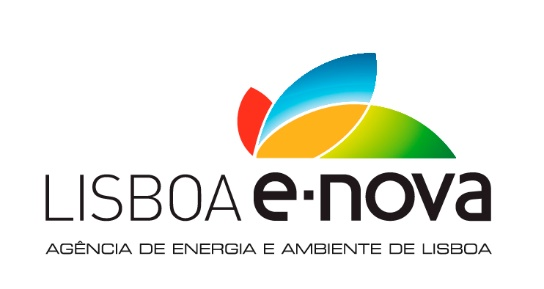 LISBOA e·nova
AGÊNCIA DE ENERGIA E AMBIENTE DE LISBOA